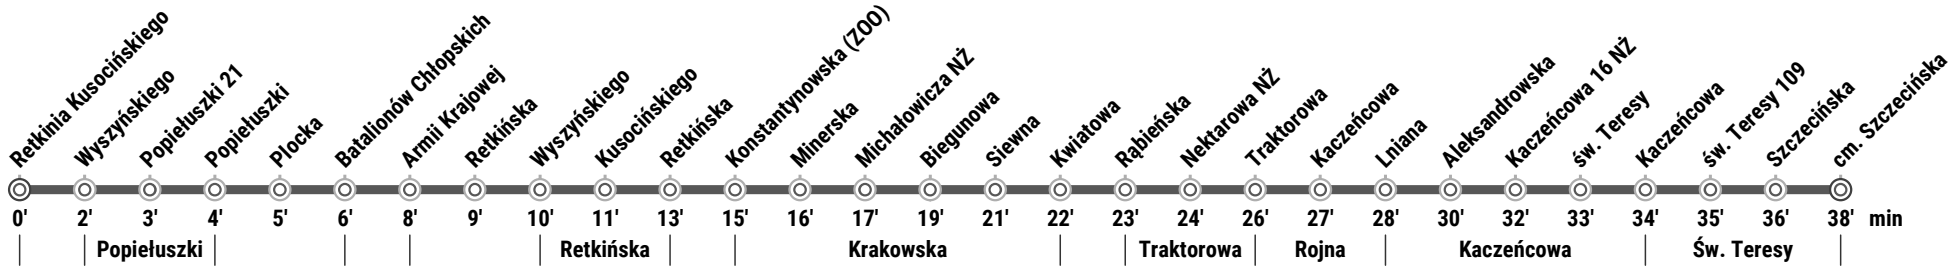 Retkinia Kusocińskiego
Wyszyńskiego
Popiełuszki 21
Popiełuszki
Plocka
Batalionów Chłopskich
Armii Krajowej
Retkińska
Wyszyńskiego
Kusocińskiego
Retkińska
Konstantynowska (ZOO)
Minerska
Michałowicza NŻ
Biegunowa
Siewna
Kwiatowa
Rąbieńska
Nektarowa NŻ
Traktorowa
Kaczeńcowa
Lniana
Aleksandrowska
Kaczeńcowa 16 NŻ
św. Teresy
Kaczeńcowa
św. Teresy 109
Szczecińska
cm. Szczecińska
0' 2' 3' 4' 5' 6' 8' 9' 10' 11' 13' 15' 16' 17' 19' 21' 22' 23' 24' 26' 27' 28' 30' 32' 33' 34' 35' 36' 38' min
Popiełuszki Retkińska Krakowska Traktorowa Rojna Kaczeńcowa Św. Teresy